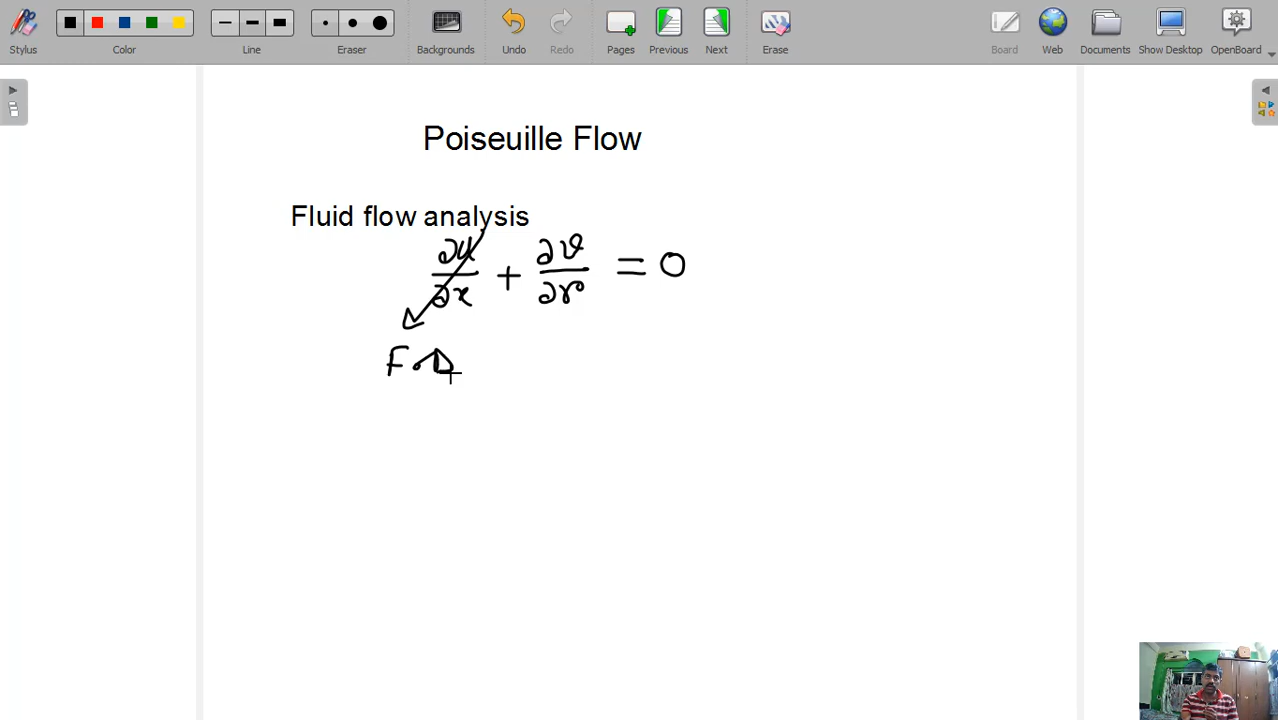 Stylus Color Line Eraser Backgrounds Undo Redo Pages Previous Next Erase Board Web Documents Show Desktop OpenBoard
Poiseuille Flow
Fluid flow analysis
∂u/∂x + ∂v/∂r = 0